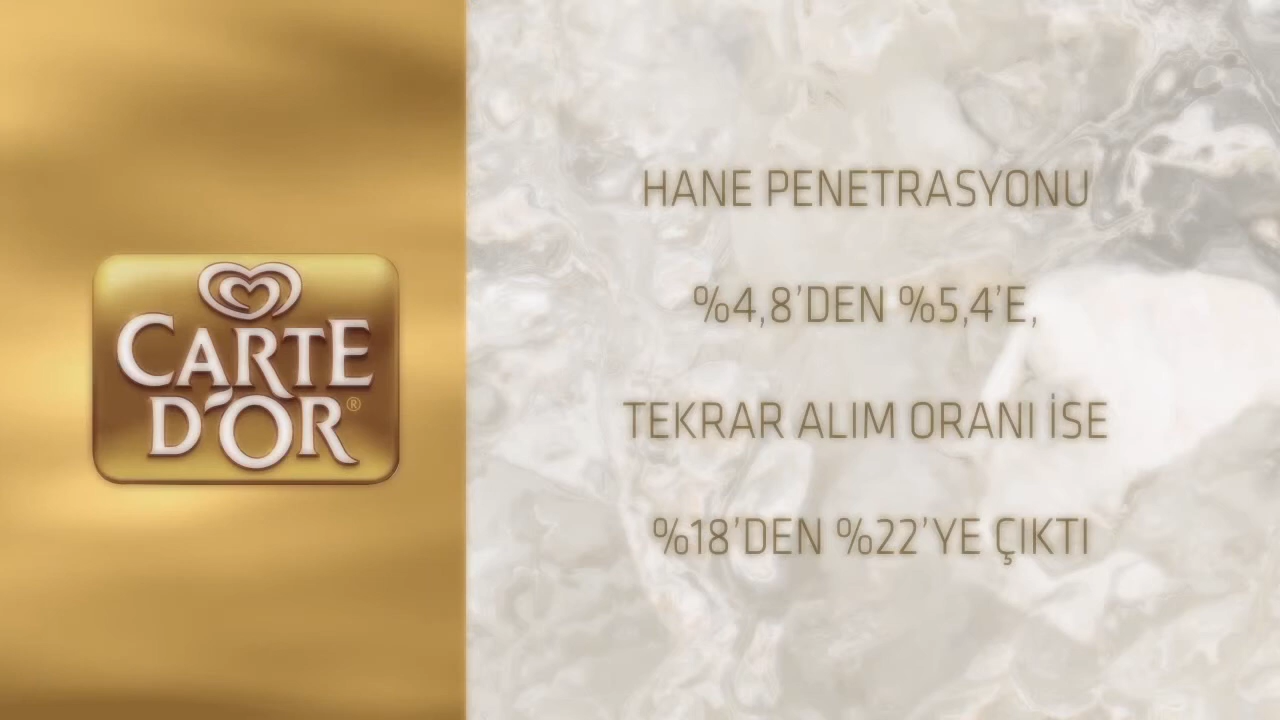 CARTE
D'OR®
HANE PENETRASYONU
%4,8'DEN %5,4'E,
TEKRAR ALIM ORANI İSE
%18'DEN %22'YE ÇIKTI